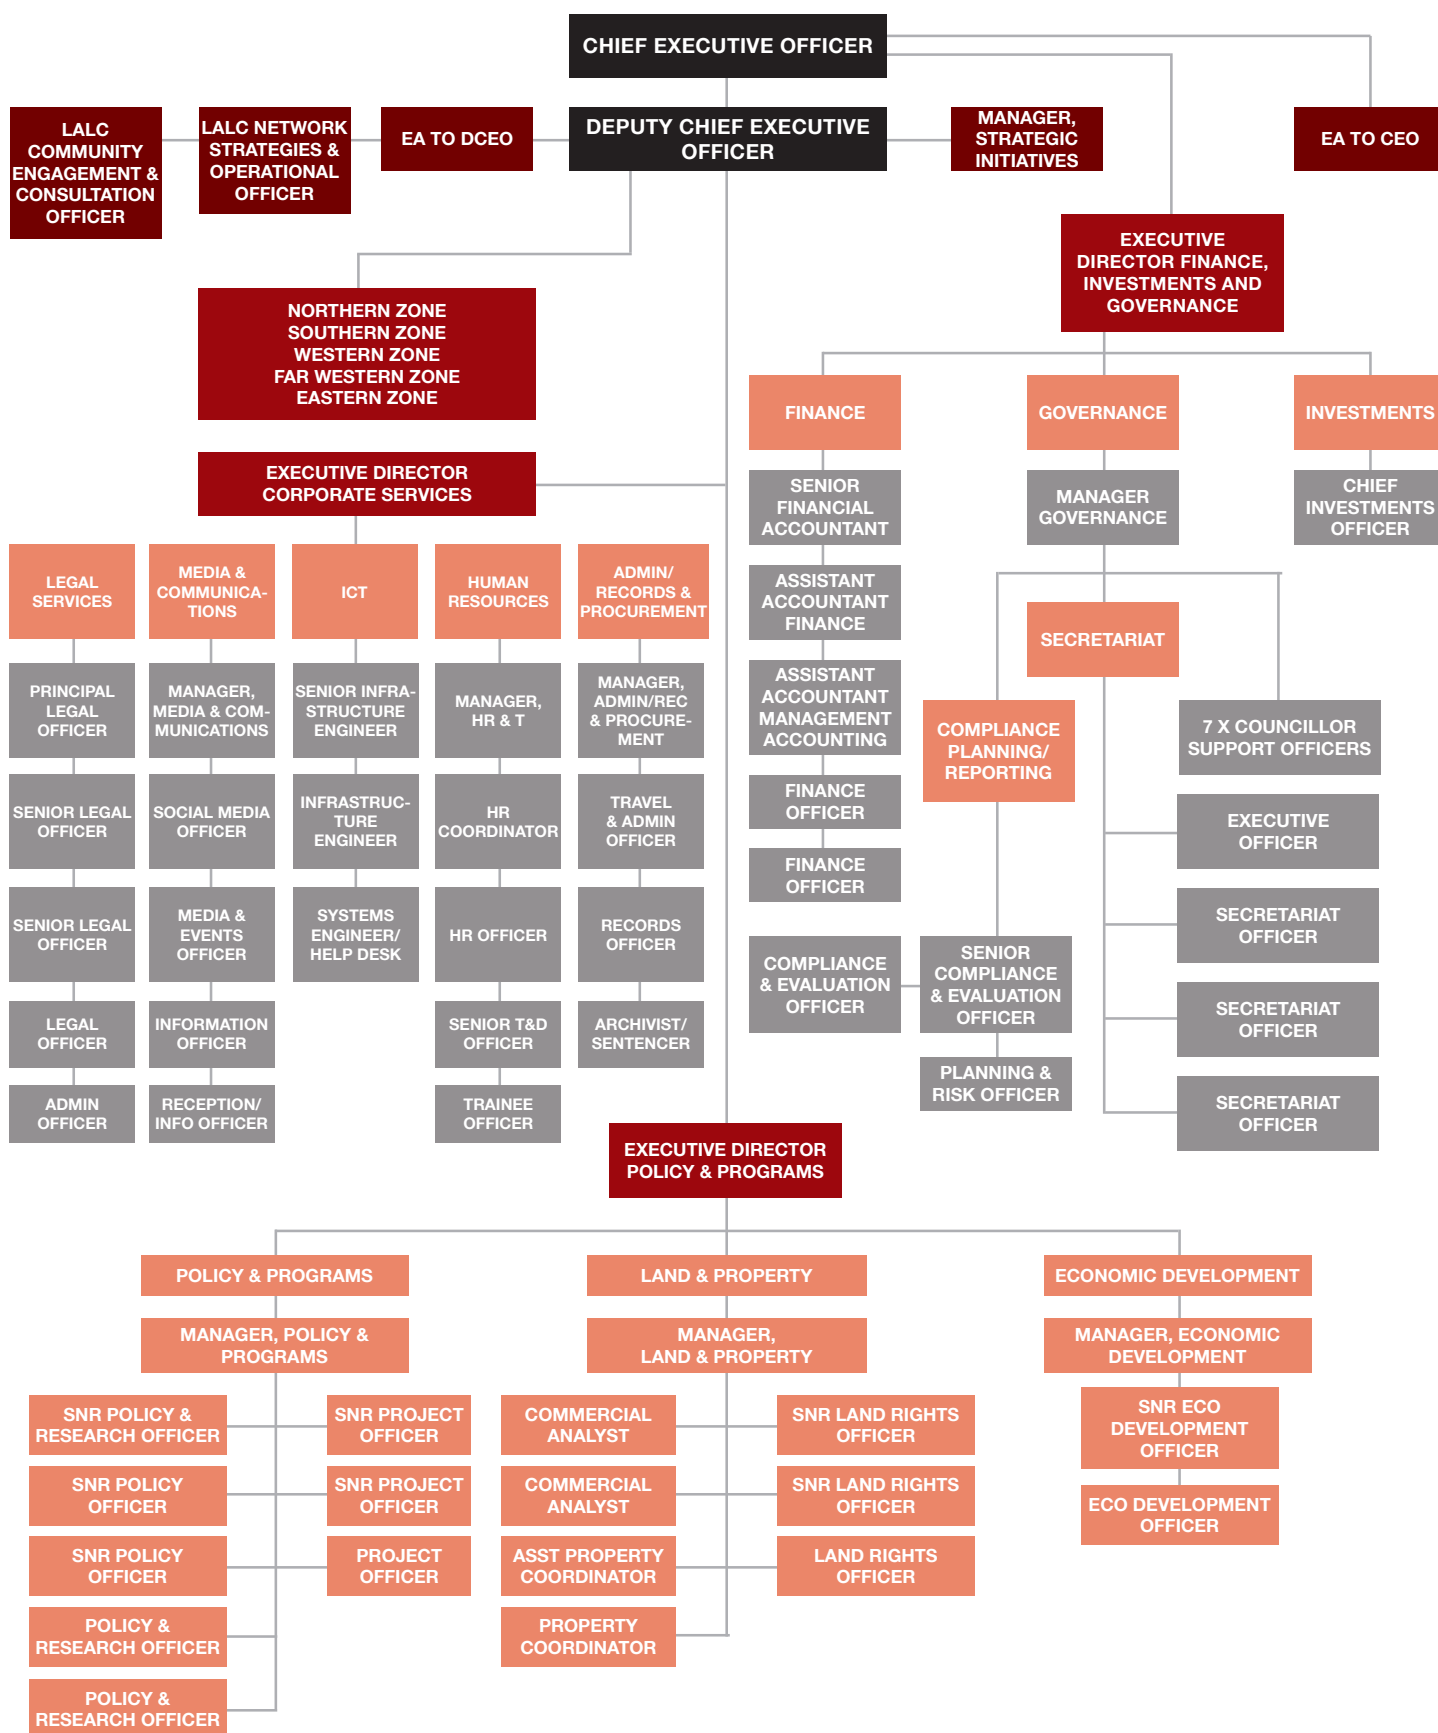 CHIEF EXECUTIVE OFFICER
LALC
COMMUNITY
ENGAGEMENT &
CONSULTATION
OFFICER
LALC NETWORK
STRATEGIES &
OPERATIONAL
OFFICER
EA TO DCEO
DEPUTY CHIEF EXECUTIVE
OFFICER
MANAGER,
STRATEGIC
INITIATIVES
EA TO CEO
EXECUTIVE
DIRECTOR FINANCE,
INVESTMENTS AND
GOVERNANCE
NORTHERN ZONE
SOUTHERN ZONE
WESTERN ZONE
FAR WESTERN ZONE
EASTERN ZONE
FINANCE
GOVERNANCE
INVESTMENTS
EXECUTIVE DIRECTOR
CORPORATE SERVICES
SENIOR
FINANCIAL
ACCOUNTANT
MANAGER
GOVERNANCE
CHIEF
INVESTMENTS
OFFICER
LEGAL
SERVICES
MEDIA &
COMMUNICA-
TIONS
ICT
HUMAN
RESOURCES
ADMIN/
RECORDS &
PROCUREMENT
ASSISTANT
ACCOUNTANT
FINANCE
SECRETARIAT
PRINCIPAL
LEGAL
OFFICER
MANAGER,
MEDIA & COM-
MUNICATIONS
SENIOR INFRA-
STRUCTURE
ENGINEER
MANAGER,
HR & T
MANAGER,
ADMIN/REC
& PROCURE-
MENT
ASSISTANT
ACCOUNTANT
MANAGEMENT
ACCOUNTING
COMPLIANCE
PLANNING/
REPORTING
7 X COUNCILLOR
SUPPORT OFFICERS
SENIOR LEGAL
OFFICER
SOCIAL MEDIA
OFFICER
INFRASTRUC-
TURE
ENGINEER
HR
COORDINATOR
TRAVEL
& ADMIN
OFFICER
FINANCE
OFFICER
EXECUTIVE
OFFICER
FINANCE
OFFICER
SENIOR LEGAL
OFFICER
MEDIA &
EVENTS
OFFICER
SYSTEMS
ENGINEER/
HELP DESK
HR OFFICER
RECORDS
OFFICER
SECRETARIAT
OFFICER
COMPLIANCE
& EVALUATION
OFFICER
SENIOR
COMPLIANCE
& EVALUATION
OFFICER
LEGAL
OFFICER
INFORMATION
OFFICER
SENIOR T&D
OFFICER
ARCHIVIST/
SENTENCER
SECRETARIAT
OFFICER
PLANNING &
RISK OFFICER
ADMIN
OFFICER
RECEPTION/
INFO OFFICER
TRAINEE
OFFICER
SECRETARIAT
OFFICER
EXECUTIVE DIRECTOR
POLICY & PROGRAMS
POLICY & PROGRAMS
LAND & PROPERTY
ECONOMIC DEVELOPMENT
MANAGER, POLICY &
PROGRAMS
MANAGER,
LAND & PROPERTY
MANAGER, ECONOMIC
DEVELOPMENT
SNR POLICY &
RESEARCH OFFICER
SNR PROJECT
OFFICER
COMMERCIAL
ANALYST
SNR LAND RIGHTS
OFFICER
SNR ECO
DEVELOPMENT
OFFICER
SNR POLICY
OFFICER
SNR PROJECT
OFFICER
COMMERCIAL
ANALYST
SNR LAND RIGHTS
OFFICER
ECO DEVELOPMENT
OFFICER
SNR POLICY
OFFICER
PROJECT
OFFICER
ASST PROPERTY
COORDINATOR
LAND RIGHTS
OFFICER
POLICY &
RESEARCH OFFICER
PROPERTY
COORDINATOR
POLICY &
RESEARCH OFFICER